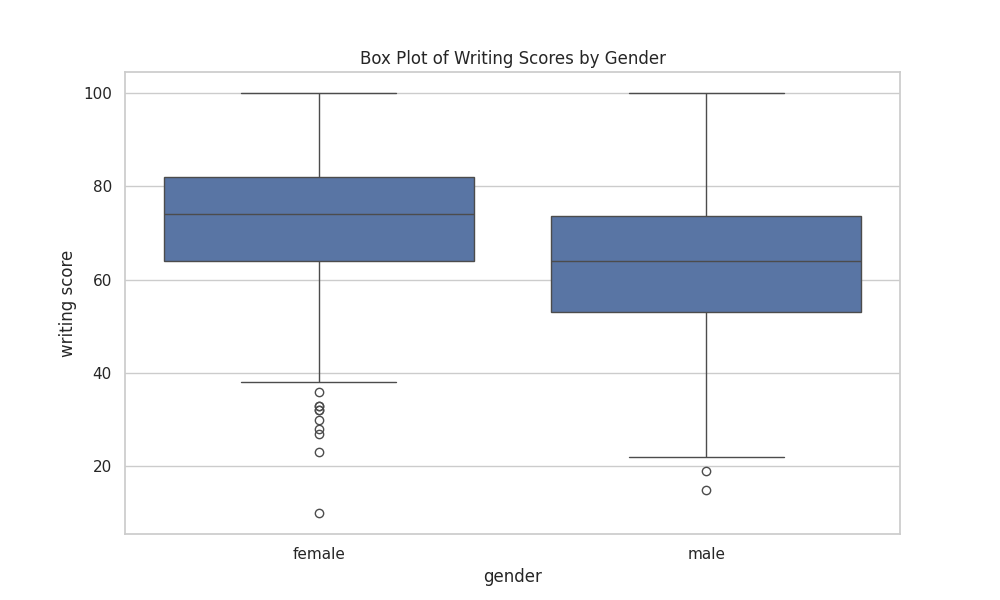 Box Plot of Writing Scores by Gender
100
80
60
40
20
writing score
female male
gender